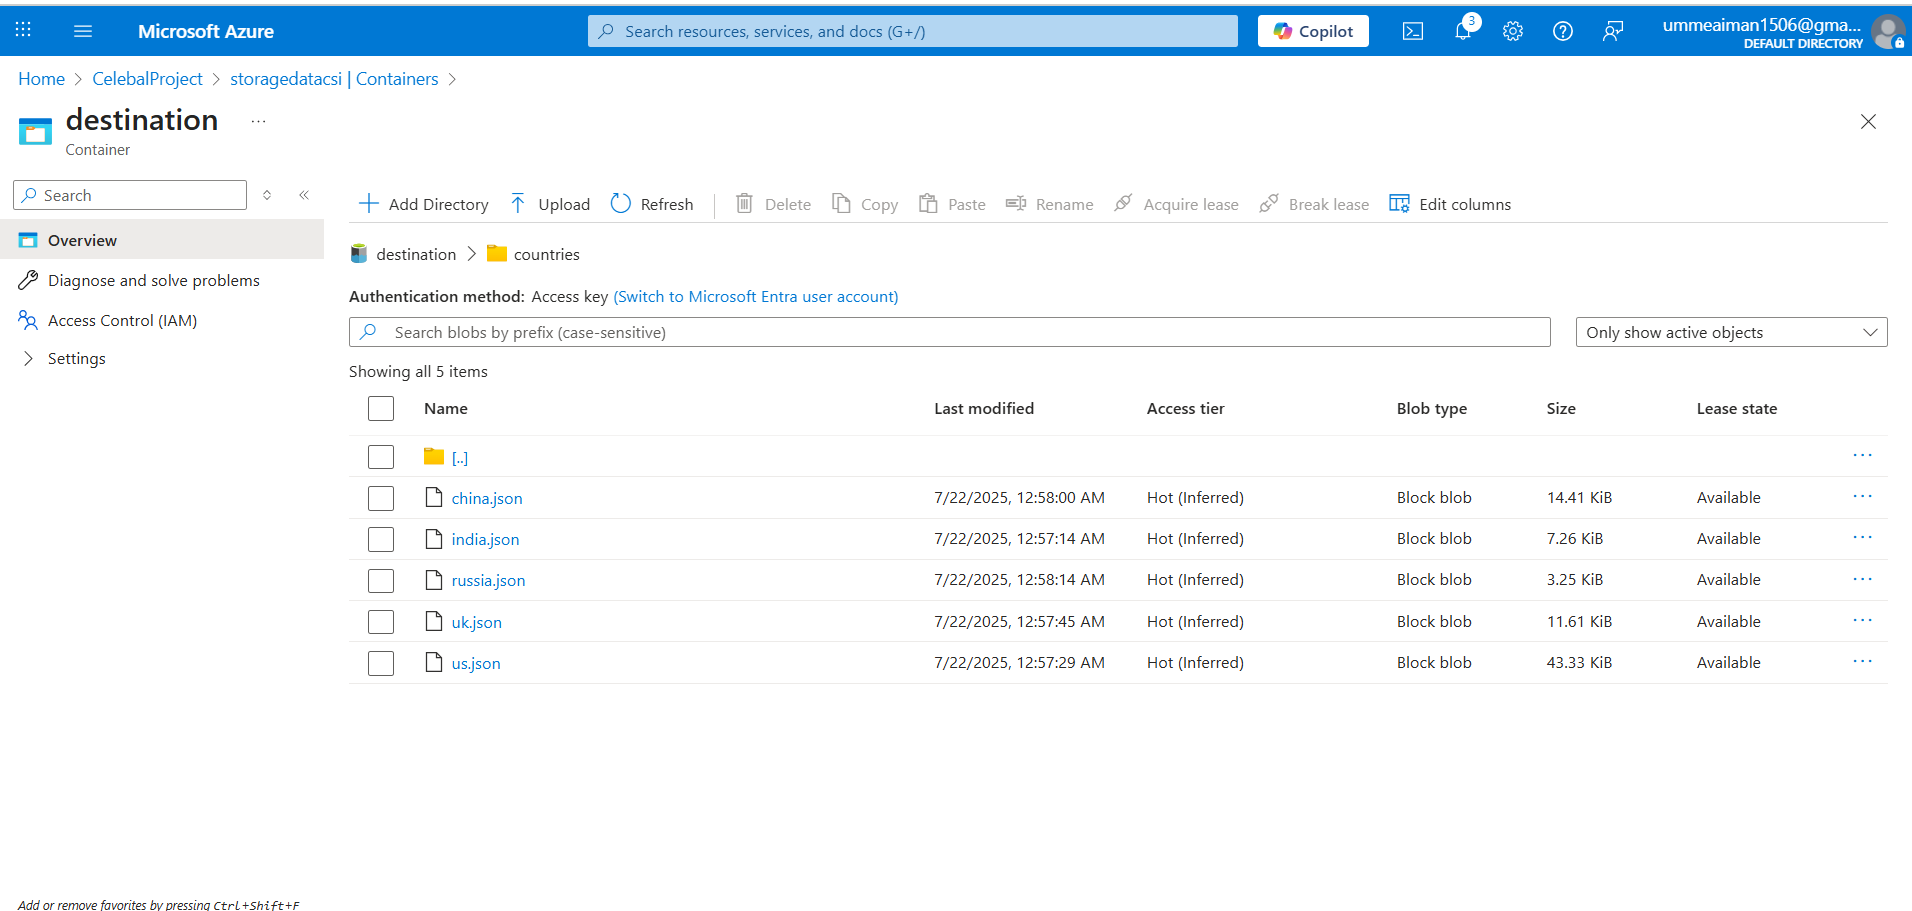 Microsoft Azure
Search resources, services, and docs (G+/)
Copilot
3
ummeaiman1506@gma...
DEFAULT DIRECTORY
Home > CelebalProject > storagedatacsi | Containers >
destination ...
Container
Search
Overview
Diagnose and solve problems
Access Control (IAM)
Settings
Add Directory Upload Refresh Delete Copy Paste Rename Acquire lease Break lease Edit columns
destination > countries
Authentication method: Access key (Switch to Microsoft Entra user account)
Search blobs by prefix (case-sensitive)
Only show active objects
Showing all 5 items
Name Last modified Access tier Blob type Size Lease state
[..] ...
china.json 7/22/2025, 12:58:00 AM Hot (Inferred) Block blob 14.41 KiB Available ...
india.json 7/22/2025, 12:57:14 AM Hot (Inferred) Block blob 7.26 KiB Available ...
russia.json 7/22/2025, 12:58:14 AM Hot (Inferred) Block blob 3.25 KiB Available ...
uk.json 7/22/2025, 12:57:45 AM Hot (Inferred) Block blob 11.61 KiB Available ...
us.json 7/22/2025, 12:57:29 AM Hot (Inferred) Block blob 43.33 KiB Available ...
Add or remove favorites by pressing Ctrl+Shift+F